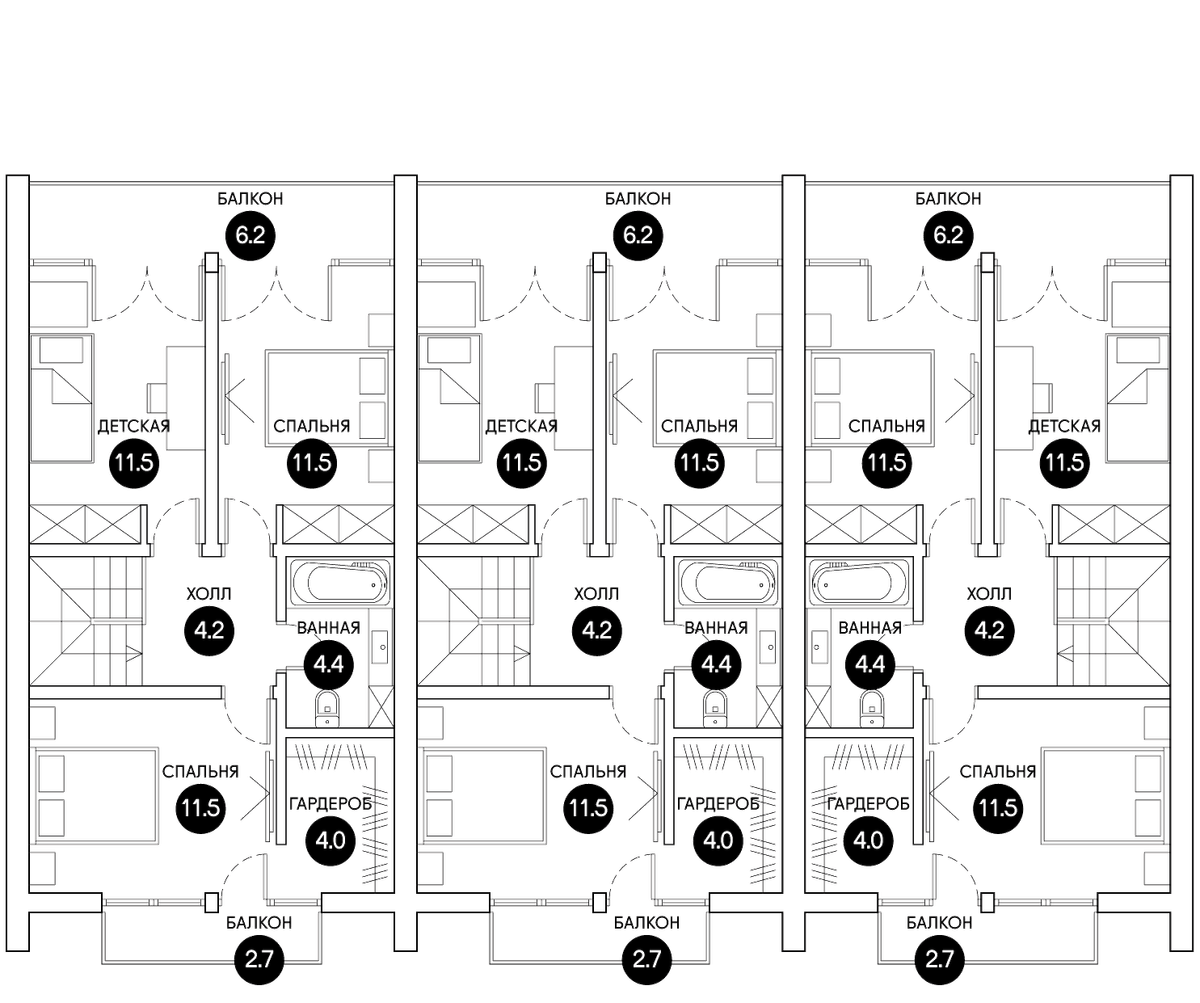 БАЛКОН БАЛКОН БАЛКОН
6.2 6.2 6.2
ДЕТСКАЯ СПАЛЬНЯ ДЕТСКАЯ СПАЛЬНЯ СПАЛЬНЯ ДЕТСКАЯ
11.5 11.5 11.5 11.5 11.5 11.5
ХОЛЛ ХОЛЛ ХОЛЛ
4.2 4.2 4.2
ВАННАЯ ВАННАЯ ВАННАЯ
4.4 4.4 4.4
СПАЛЬНЯ СПАЛЬНЯ СПАЛЬНЯ
11.5 11.5 11.5
ГАРДЕРОБ ГАРДЕРОБ ГАРДЕРОБ
4.0 4.0 4.0
БАЛКОН БАЛКОН БАЛКОН
2.7 2.7 2.7